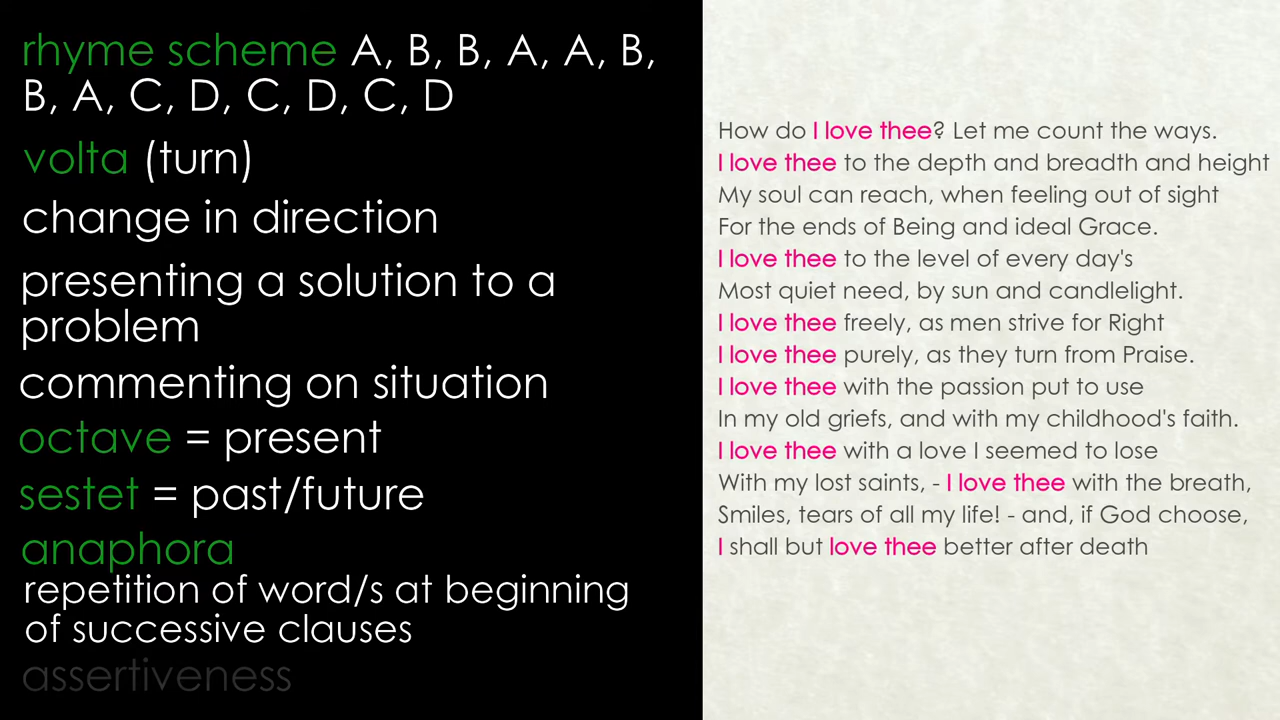 rhyme scheme A, B, B, A, A, B,
B, A, C, D, C, D, C, D
volta (turn)
change in direction
presenting a solution to a
problem
commenting on situation
octave = present
sestet = past/future
anaphora
repetition of word/s at beginning
of successive clauses
assertiveness
How do I love thee? Let me count the ways.
I love thee to the depth and breadth and height
My soul can reach, when feeling out of sight
For the ends of Being and ideal Grace.
I love thee to the level of every day's
Most quiet need, by sun and candlelight.
I love thee freely, as men strive for Right
I love thee purely, as they turn from Praise.
I love thee with the passion put to use
In my old griefs, and with my childhood's faith.
I love thee with a love I seemed to lose
With my lost saints, - I love thee with the breath,
Smiles, tears of all my life! - and, if God choose,
I shall but love thee better after death